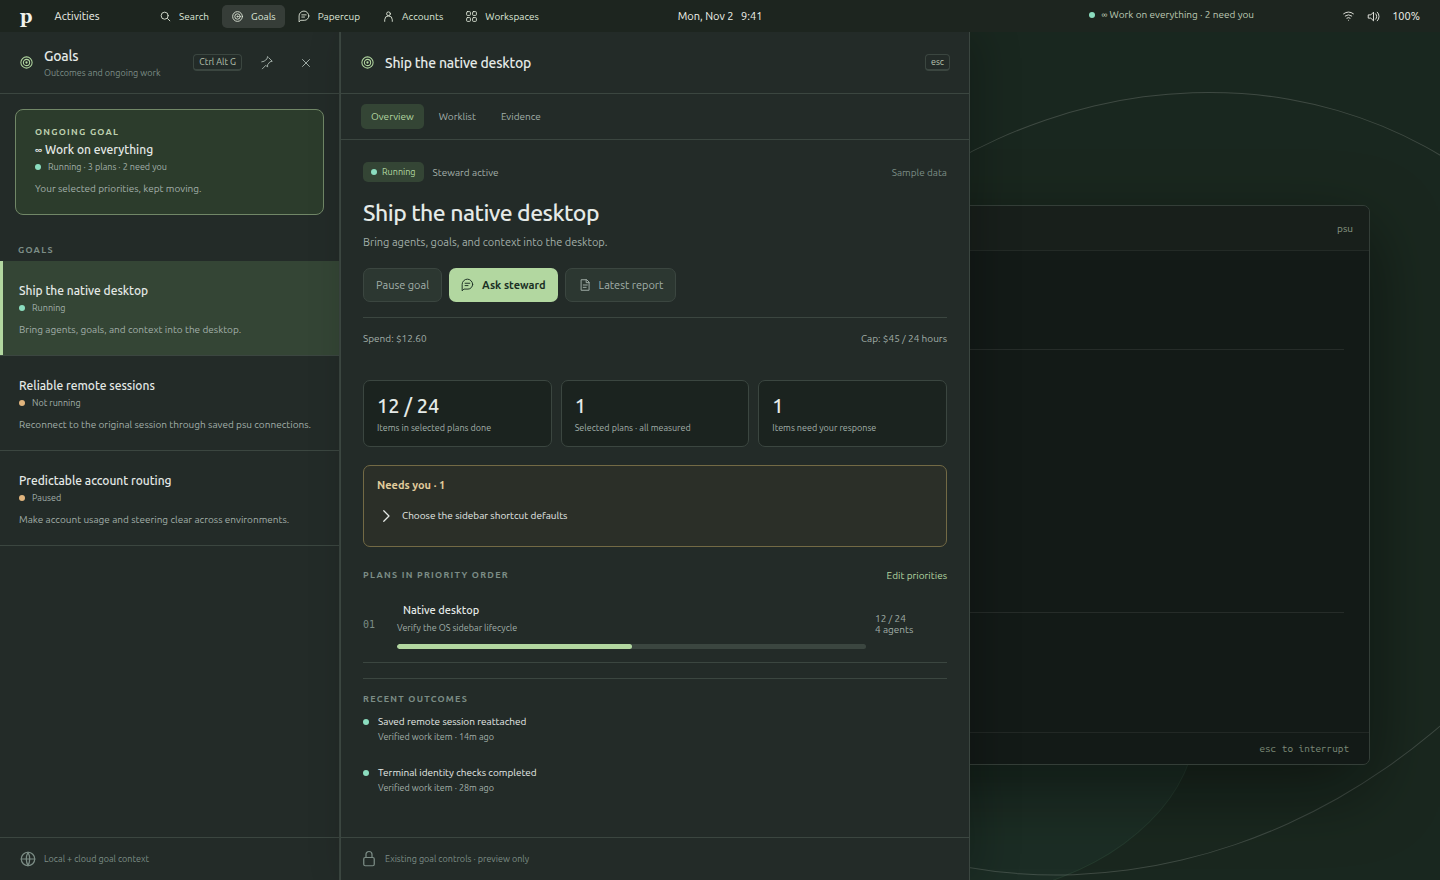 p Activities Search Goals Papercup Accounts Workspaces Mon, Nov 2 9:41 ∞ Work on everything · 2 need you 100%
Goals
Outcomes and ongoing work
Ctrl Alt G
ONGOING GOAL
∞ Work on everything
Running · 3 plans · 2 need you
Your selected priorities, kept moving.
GOALS
Ship the native desktop
Running
Bring agents, goals, and context into the desktop.
Reliable remote sessions
Not running
Reconnect to the original session through saved psu connections.
Predictable account routing
Paused
Make account usage and steering clear across environments.
Local + cloud goal context
Ship the native desktop
esc
Overview Worklist Evidence
Running Steward active Sample data
Ship the native desktop
Bring agents, goals, and context into the desktop.
Pause goal Ask steward Latest report
Spend: $12.60 Cap: $45 / 24 hours
12 / 24
Items in selected plans done
1
Selected plans · all measured
1
Items need your response
Needs you · 1
Choose the sidebar shortcut defaults
PLANS IN PRIORITY ORDER Edit priorities
01
Native desktop
Verify the OS sidebar lifecycle
12 / 24
4 agents
RECENT OUTCOMES
Saved remote session reattached
Verified work item · 14m ago
Terminal identity checks completed
Verified work item · 28m ago
Existing goal controls · preview only
psu
esc to interrupt